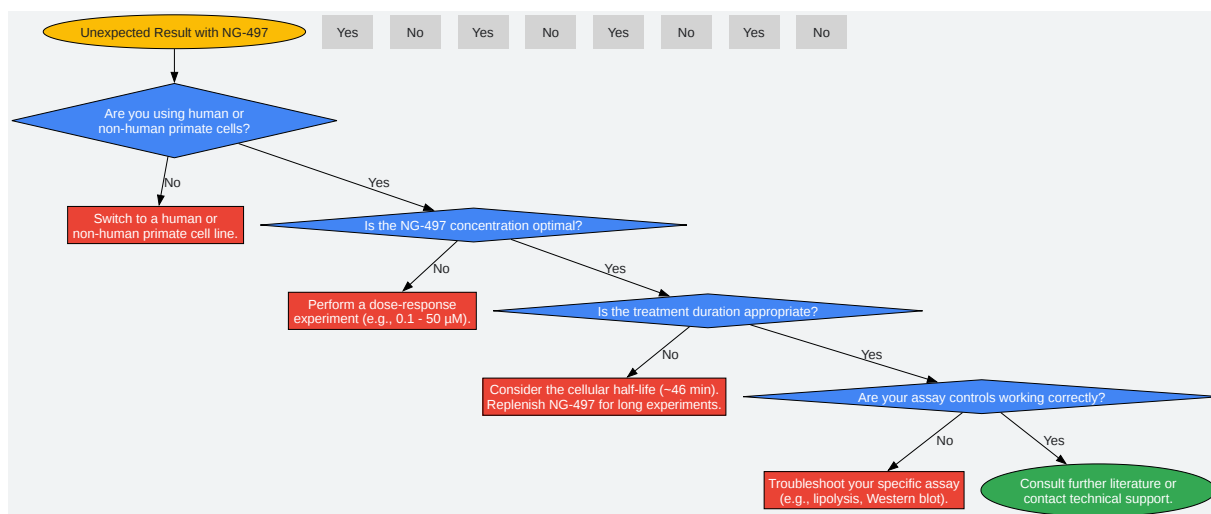 Unexpected Result with NG-497
Yes
No
Yes
No
Yes
No
Yes
No
Are you using human or
non-human primate cells?
No
Yes
Switch to a human or
non-human primate cell line.
Is the NG-497 concentration optimal?
No
Yes
Perform a dose-response
experiment (e.g., 0.1 - 50 µM).
Is the treatment duration appropriate?
No
Yes
Consider the cellular half-life (~46 min).
Replenish NG-497 for long experiments.
Are your assay controls working correctly?
No
Yes
Troubleshoot your specific assay
(e.g., lipolysis, Western blot).
Consult further literature or
contact technical support.